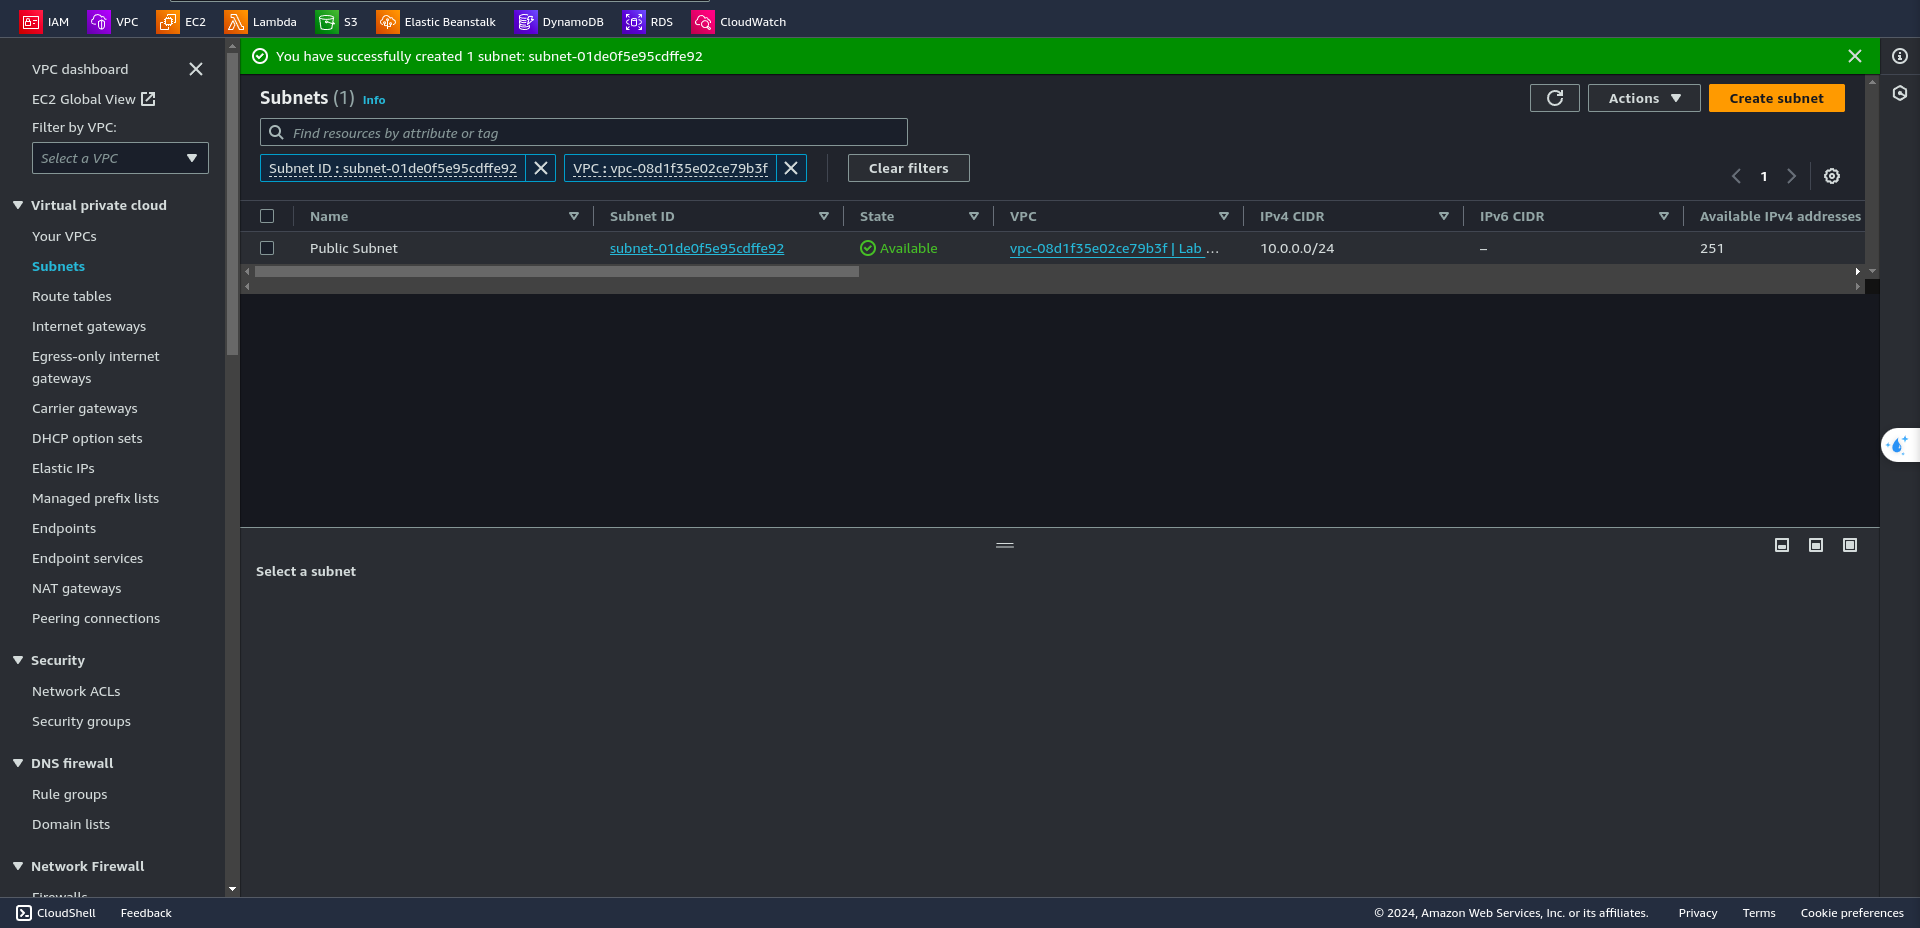 IAM VPC EC2 Lambda S3 Elastic Beanstalk DynamoDB RDS CloudWatch
VPC dashboard
EC2 Global View
Filter by VPC:
Select a VPC
Virtual private cloud
Your VPCs
Subnets
Route tables
Internet gateways
Egress-only internet
gateways
Carrier gateways
DHCP option sets
Elastic IPs
Managed prefix lists
Endpoints
Endpoint services
NAT gateways
Peering connections
Security
Network ACLs
Security groups
DNS firewall
Rule groups
Domain lists
Network Firewall
Firewalls
You have successfully created 1 subnet: subnet-01de0f5e95cdffe92
Subnets (1) Info
Actions
Create subnet
Find resources by attribute or tag
Subnet ID : subnet-01de0f5e95cdffe92 VPC : vpc-08d1f35e02ce79b3f Clear filters
1
Name Subnet ID State VPC IPv4 CIDR IPv6 CIDR Available IPv4 addresses
Public Subnet subnet-01de0f5e95cdffe92 Available vpc-08d1f35e02ce79b3f | Lab ... 10.0.0.0/24 – 251
Select a subnet
CloudShell Feedback © 2024, Amazon Web Services, Inc. or its affiliates. Privacy Terms Cookie preferences